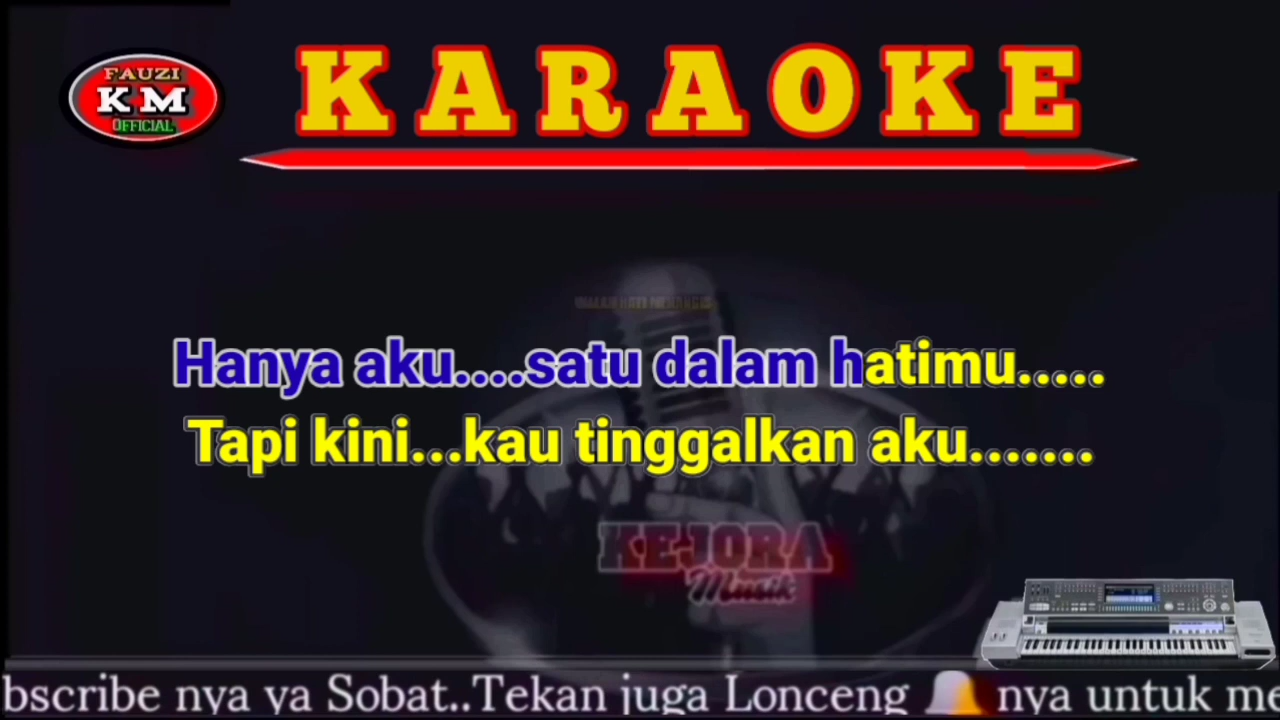 FAUZI
KM
OFFICIAL
KARAOKE
Hanya aku....satu dalam hatimu.....
Tapi kini...kau tinggalkan aku.......
KEJORA
Musik
bscribe nya ya Sobat..Tekan juga Lonceng 🔔 nya untuk me